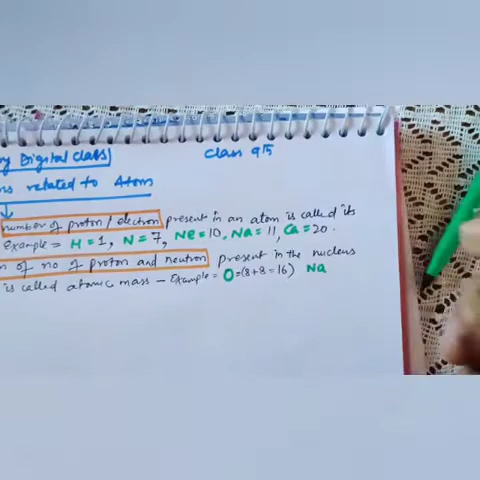 Digital class Class 9th
related to Atom
number of proton / electron present in an atom is called its
Example = H = 1, N = 7, Ne = 10, Na = 11, Ca = 20.
of no of proton and neutron present in the nucleus
is called atomic mass - Example = O = (8+8 = 16) Na